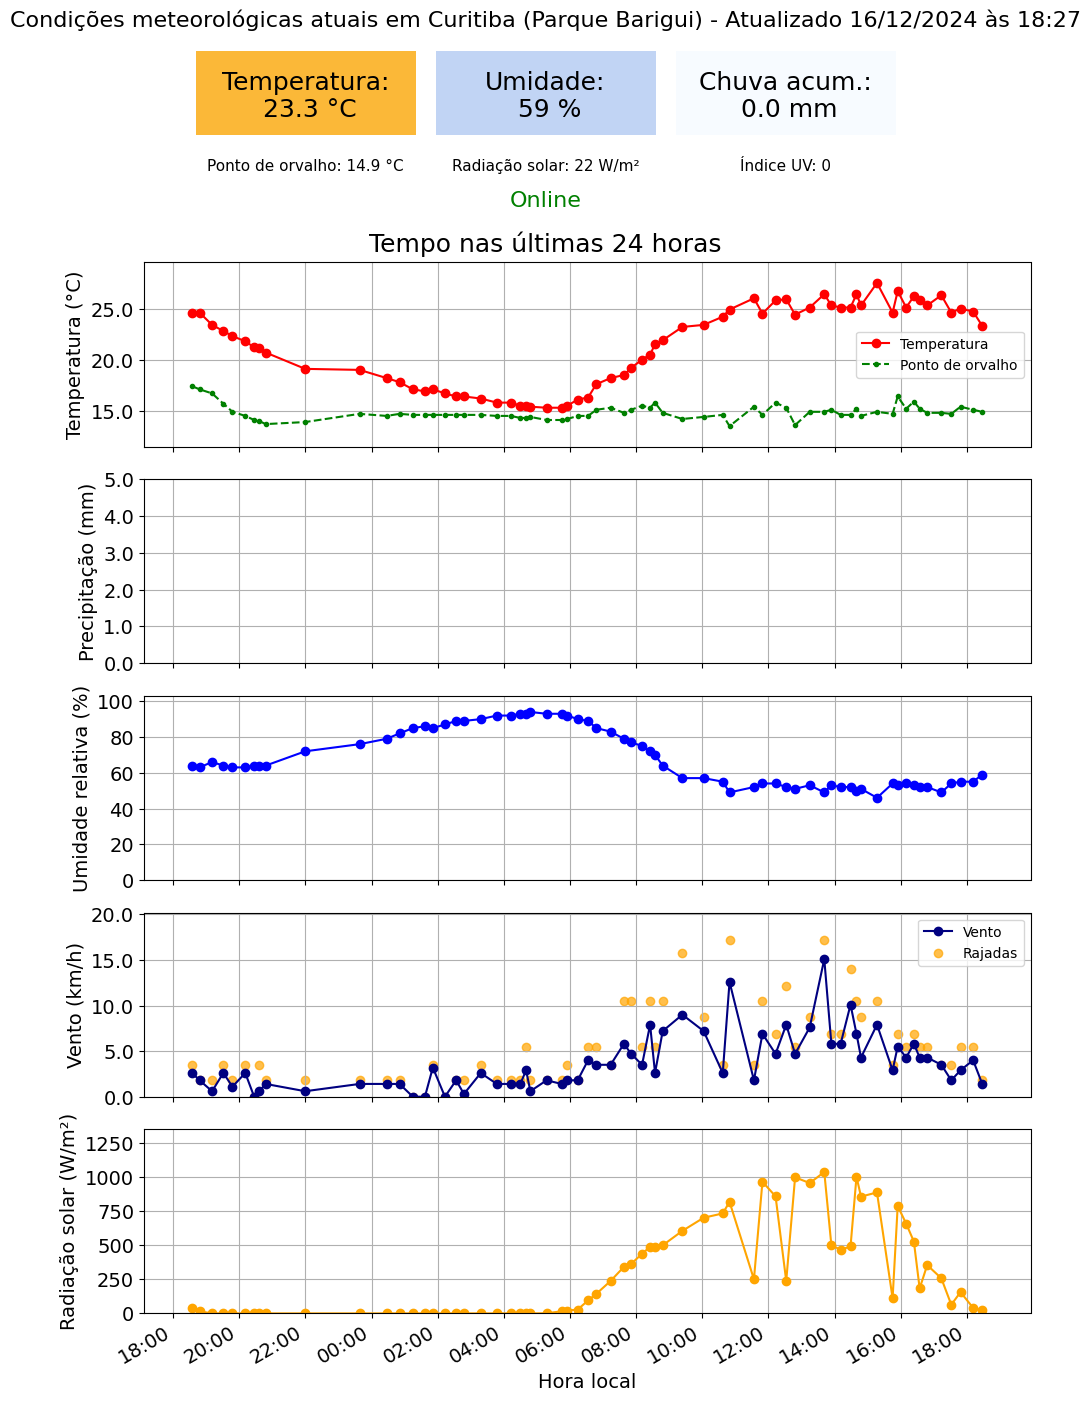 Condições meteorológicas atuais em Curitiba (Parque Barigui) - Atualizado 16/12/2024 às 18:27
Temperatura:
23.3 °C
Umidade:
59 %
Chuva acum.:
0.0 mm
Ponto de orvalho: 14.9 °C
Radiação solar: 22 W/m²
Índice UV: 0
Online
Tempo nas últimas 24 horas
Temperatura (°C)
25.0
20.0
15.0
Temperatura
Ponto de orvalho
Precipitação (mm)
5.0
4.0
3.0
2.0
1.0
0.0
Umidade relativa (%)
100
80
60
40
20
0
Vento (km/h)
20.0
15.0
10.0
5.0
0.0
Vento
Rajadas
Radiação solar (W/m²)
1250
1000
750
500
250
0
18:00
20:00
22:00
00:00
02:00
04:00
06:00
08:00
10:00
12:00
14:00
16:00
18:00
Hora local